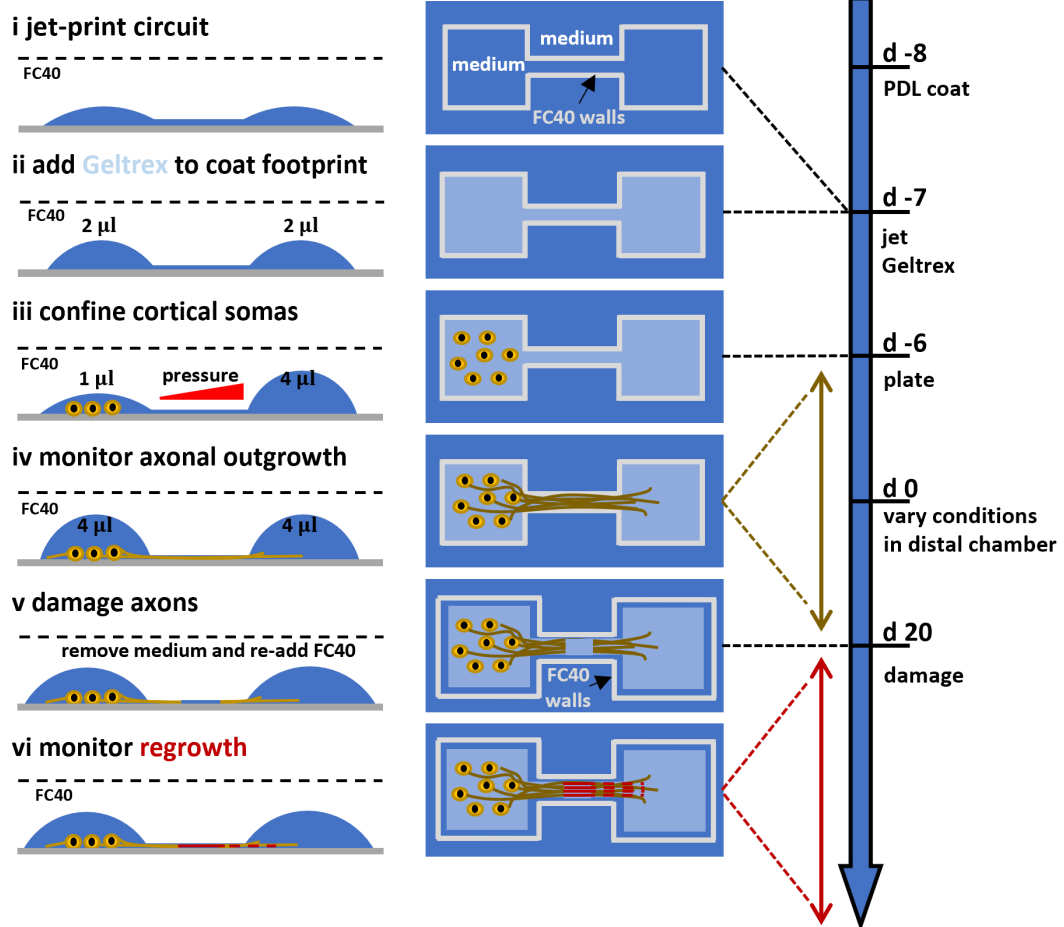 i jet-print circuit
FC40
medium
medium
FC40 walls
d -8
PDL coat
ii add Geltrex to coat footprint
FC40
2 µl
2 µl
d -7
jet
Geltrex
iii confine cortical somas
FC40
1 µl
pressure
4 µl
d -6
plate
iv monitor axonal outgrowth
FC40
4 µl
4 µl
d 0
vary conditions
in distal chamber
v damage axons
remove medium and re-add FC40
FC40
walls
d 20
damage
vi monitor regrowth
FC40